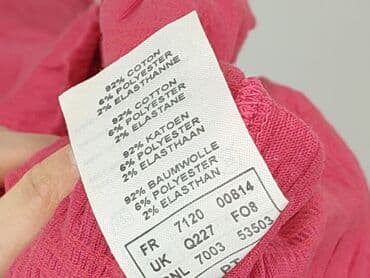 92% COTON
6% POLYESTER
2% ELASTHANNE
92% COTTON
6% POLYESTER
2% ELASTANE
92% KATOEN
6% POLYESTER
2% ELASTHAAN
92% BAUMWOLLE
6% POLYESTER
2% ELASTHAN
FR 7120 00814
UK Q227 FO8
NL 7003 53503
PT